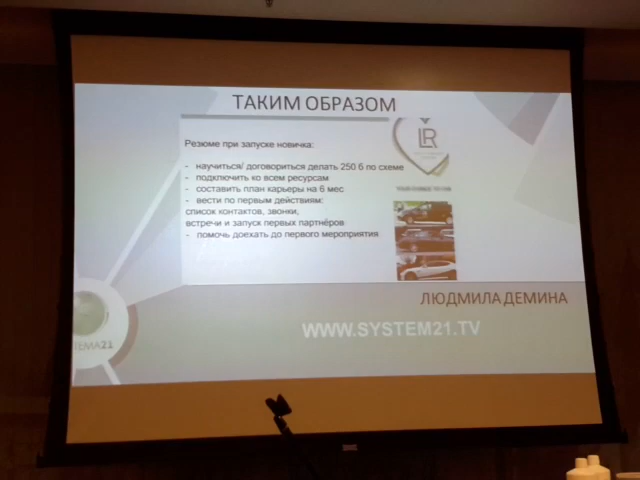 ТАКИМ ОБРАЗОМ
LR
Резюме при запуске новичка:
- научиться/ договориться делать 250 б по схеме
- подключить ко всем ресурсам
- составить план карьеры на 6 мес
- вести по первым действиям:
список контактов, звонки,
встречи и запуск первых партнёров
- помочь доехать до первого мероприятия
ЛЮДМИЛА ДЕМИНА
WWW.SYSTEM21.TV
ТЕМА21